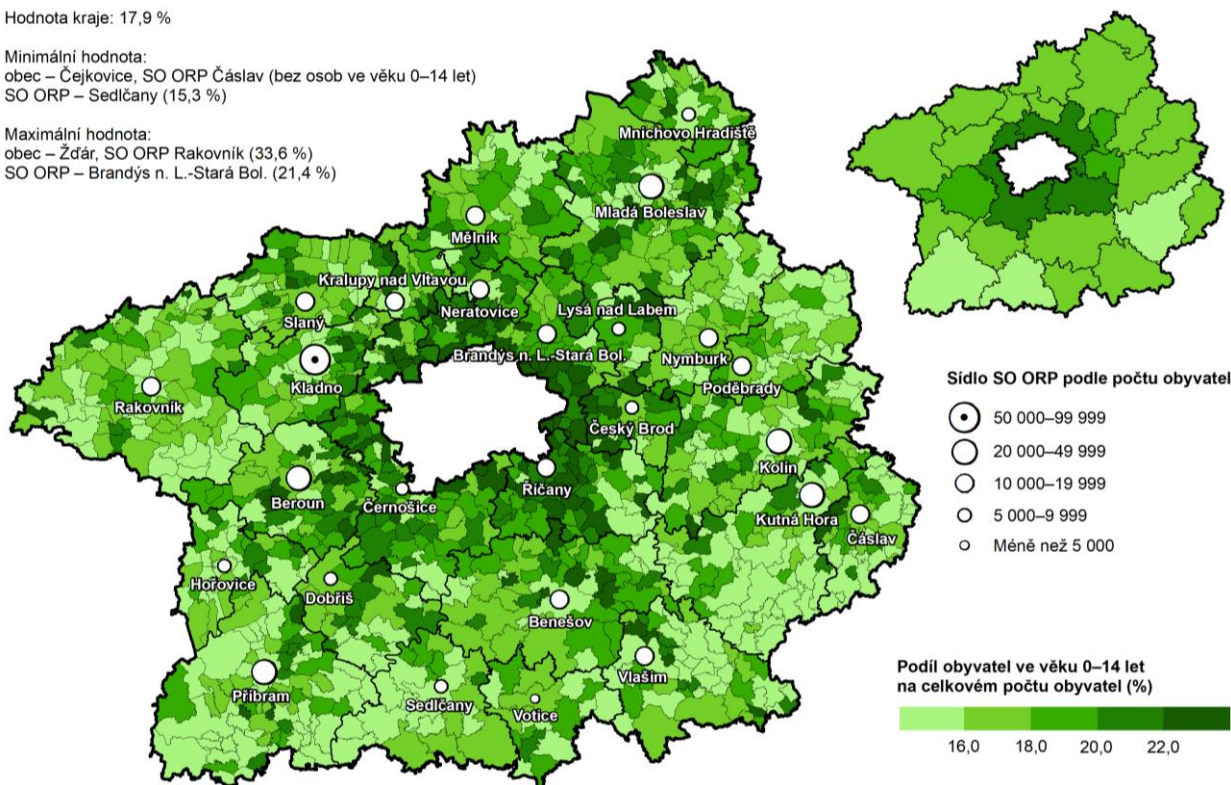 Hodnota kraje: 17,9 %
Minimální hodnota:
obec – Čejkovice, SO ORP Čáslav (bez osob ve věku 0–14 let)
SO ORP – Sedlčany (15,3 %)
Maximální hodnota:
obec – Žďár, SO ORP Rakovník (33,6 %)
SO ORP – Brandýs n. L.-Stará Bol. (21,4 %)
Mnichovo Hradiště
Mladá Boleslav
Mělník
Kralupy nad Vltavou
Slaný
Neratovice
Lysá nad Labem
Brandýs n. L.-Stará Bol.
Nymburk
Poděbrady
Kladno
Rakovník
Český Brod
Kolín
Říčany
Beroun
Černošice
Kutná Hora
Čáslav
Hořovice
Dobříš
Benešov
Vlašim
Příbram
Sedlčany
Votice
Sídlo SO ORP podle počtu obyvatel
50 000–99 999
20 000–49 999
10 000–19 999
5 000–9 999
Méně než 5 000
Podíl obyvatel ve věku 0–14 let
na celkovém počtu obyvatel (%)
16,0 18,0 20,0 22,0